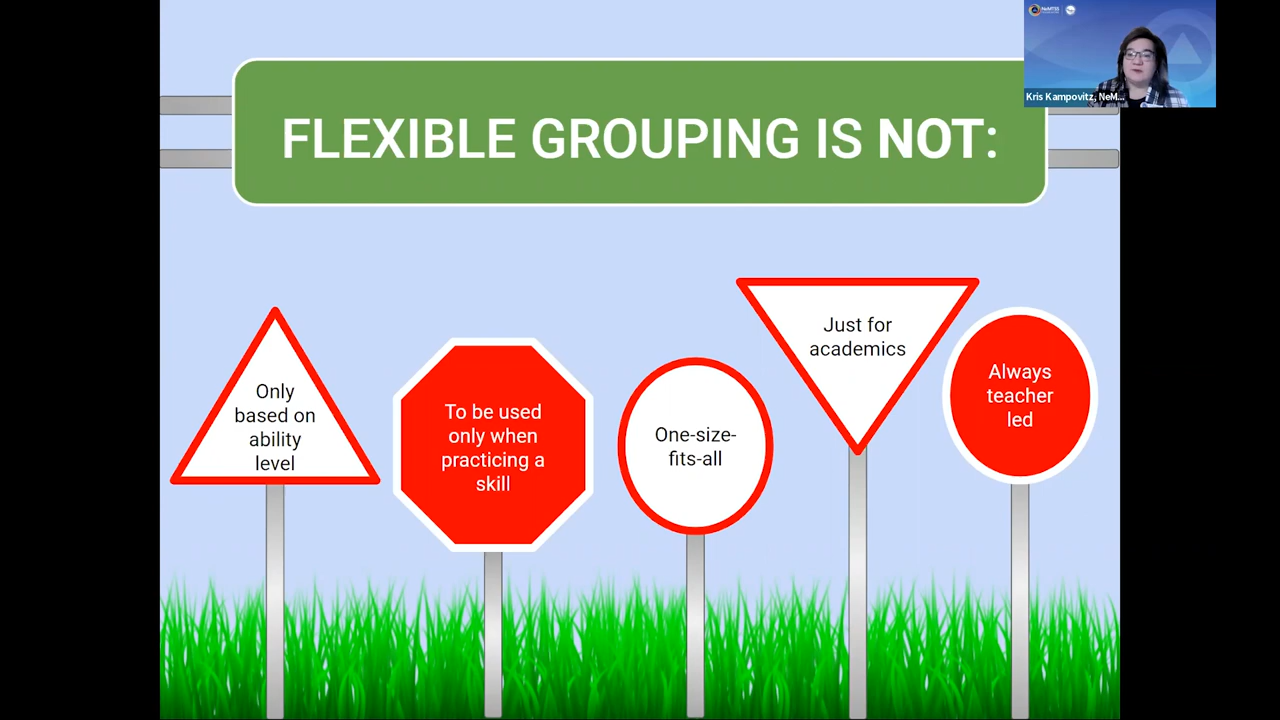 FLEXIBLE GROUPING IS NOT:
Only
based on
ability
level
To be used
only when
practicing a
skill
One-size-
fits-all
Just for
academics
Always
teacher
led
Kris Kampovitz, NeM...